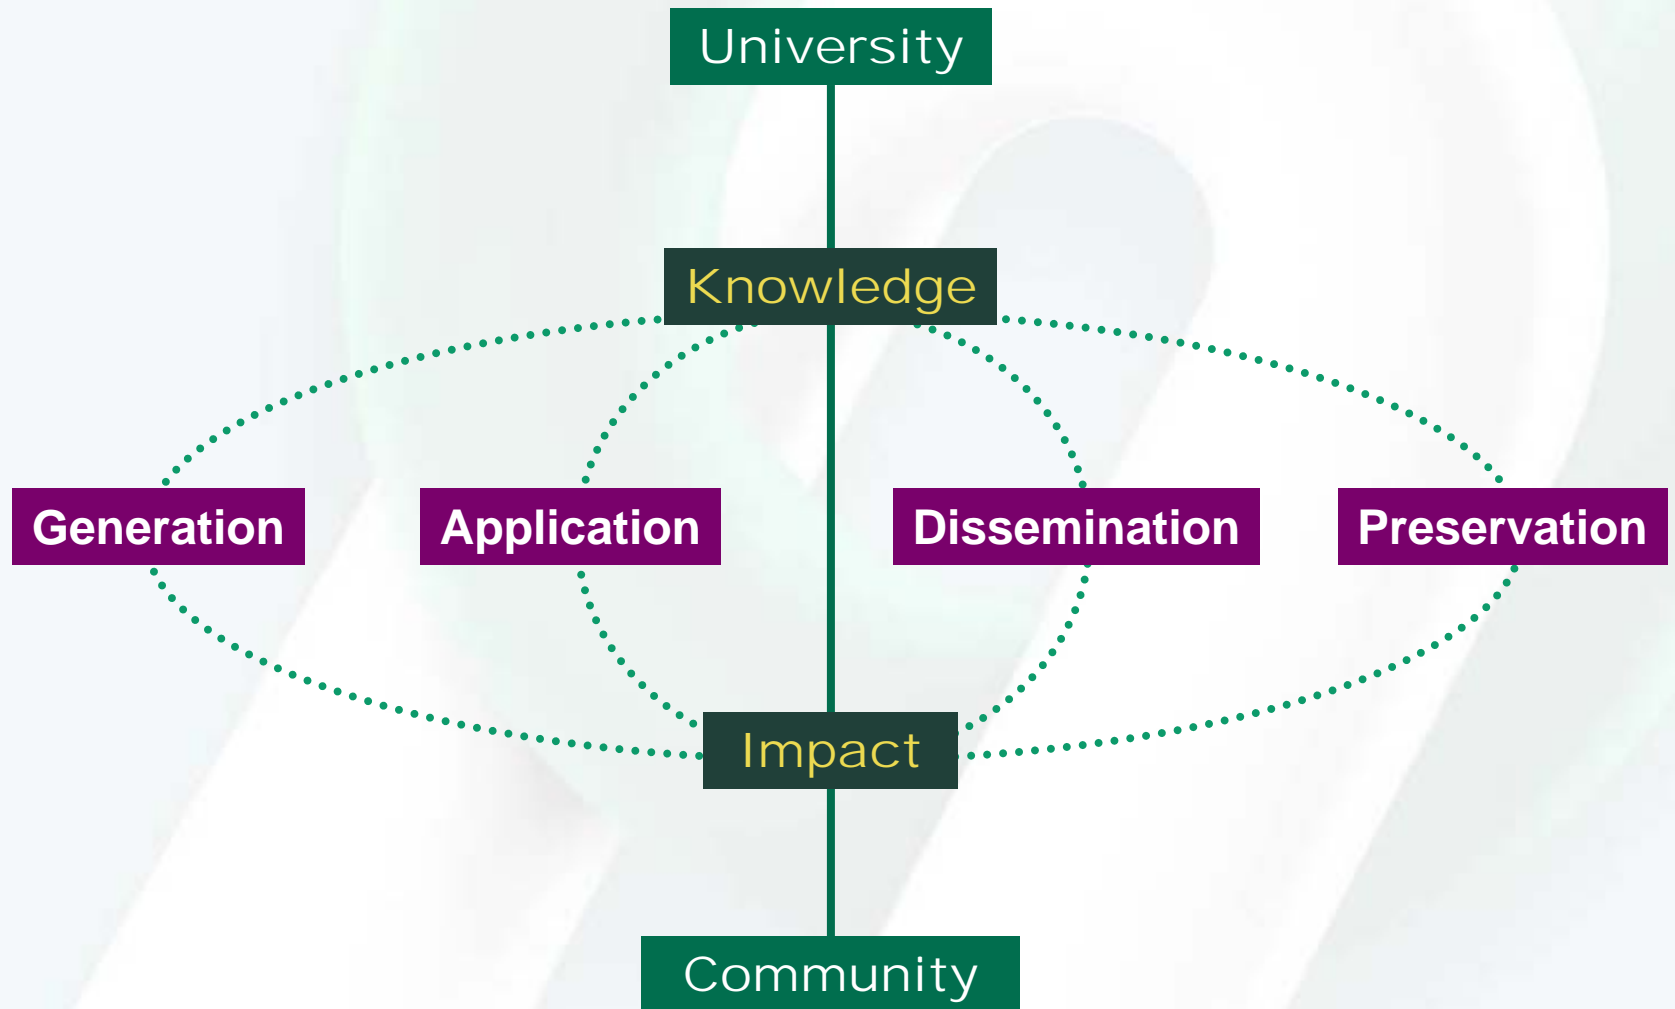 University
Knowledge
Generation
Application
Dissemination
Preservation
Impact
Community